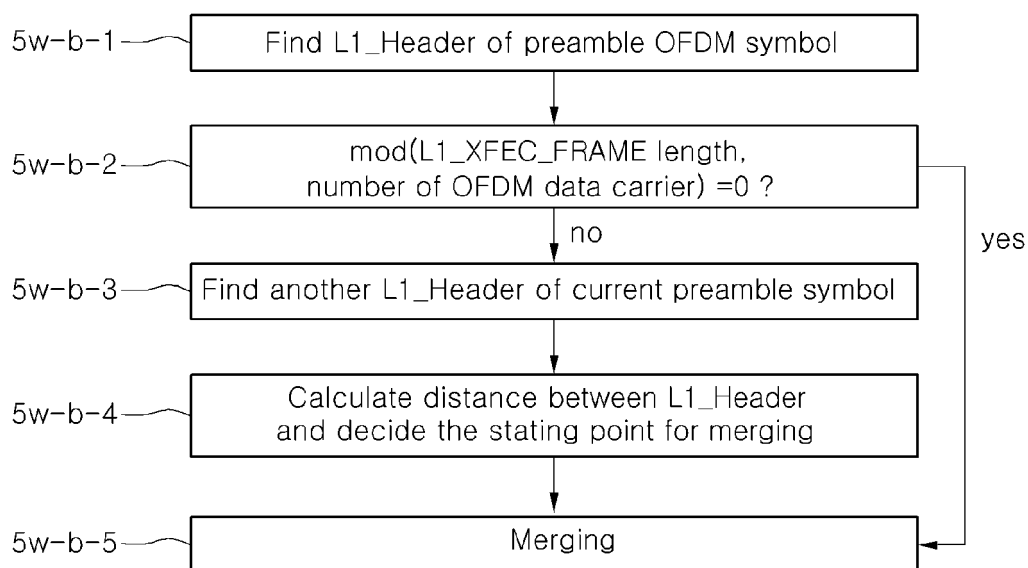 5w-b-1
Find L1_Header of preamble OFDM symbol
5w-b-2
mod(L1_XFEC_FRAME length,
number of OFDM data carrier) =0 ?
no
yes
5w-b-3
Find another L1_Header of current preamble symbol
5w-b-4
Calculate distance between L1_Header
and decide the stating point for merging
5w-b-5
Merging